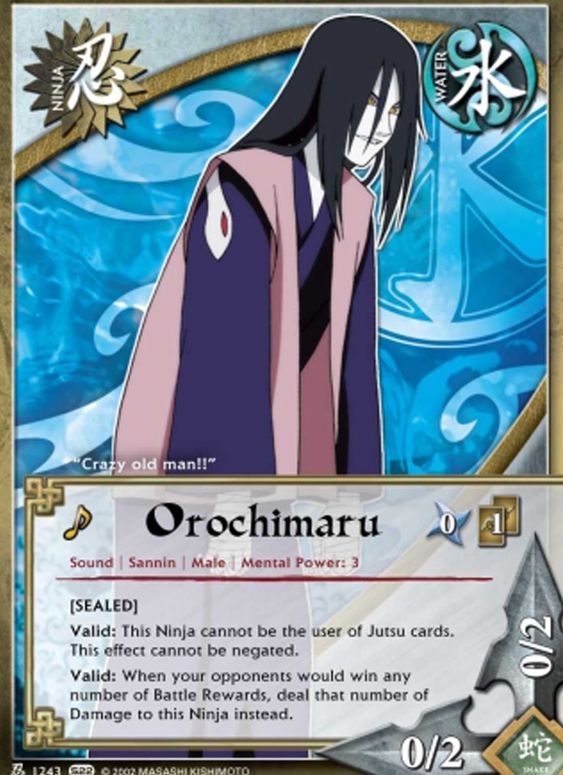 NINJA 忍
WATER 水
"Crazy old man!!"
Orochimaru 0 1
Sound | Sannin | Male | Mental Power: 3
[SEALED]
Valid: This Ninja cannot be the user of Jutsu cards.
This effect cannot be negated.
Valid: When your opponents would win any
number of Battle Rewards, deal that number of
Damage to this Ninja instead.
0/2
0/2
蛇
SNAKE
1243 © 2002 MASASHI KISHIMOTO